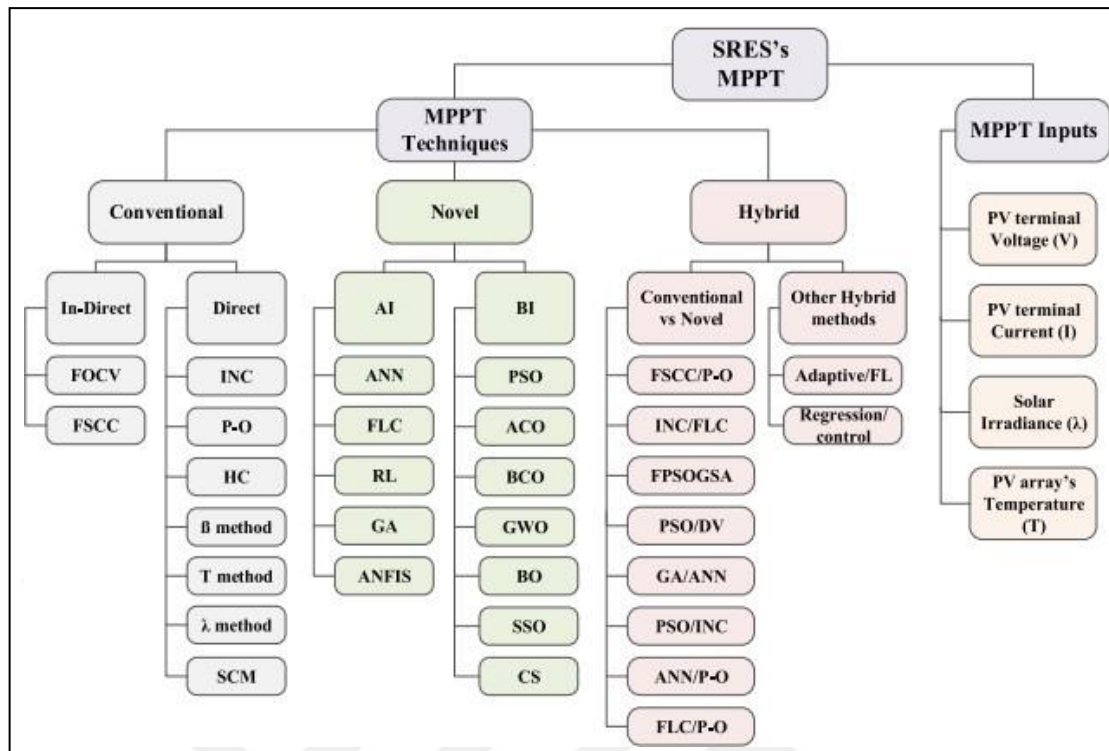 SRES's
MPPT
MPPT
Techniques
MPPT Inputs
Conventional
Novel
Hybrid
In-Direct
FOCV
FSCC
Direct
INC
P-O
HC
ß method
T method
λ method
SCM
AI
ANN
FLC
RL
GA
ANFIS
BI
PSO
ACO
BCO
GWO
BO
SSO
CS
Conventional
vs Novel
FSCC/P-O
INC/FLC
FPSOGSA
PSO/DV
GA/ANN
PSO/INC
ANN/P-O
FLC/P-O
Other Hybrid
methods
Adaptive/FL
Regression/
control
PV terminal
Voltage (V)
PV terminal
Current (I)
Solar
Irradiance (λ)
PV array's
Temperature
(T)